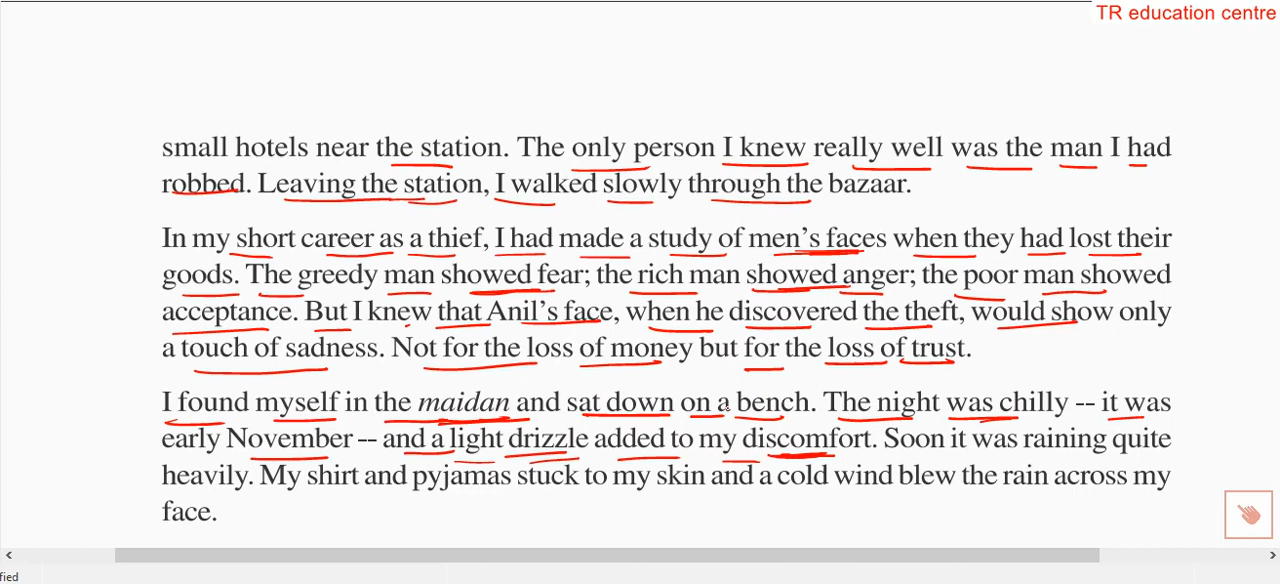 TR education centre
small hotels near the station. The only person I knew really well was the man I had
robbed. Leaving the station, I walked slowly through the bazaar.
In my short career as a thief, I had made a study of men's faces when they had lost their
goods. The greedy man showed fear; the rich man showed anger; the poor man showed
acceptance. But I knew that Anil's face, when he discovered the theft, would show only
a touch of sadness. Not for the loss of money but for the loss of trust.
I found myself in the maidan and sat down on a bench. The night was chilly -- it was
early November -- and a light drizzle added to my discomfort. Soon it was raining quite
heavily. My shirt and pyjamas stuck to my skin and a cold wind blew the rain across my
face.
fied